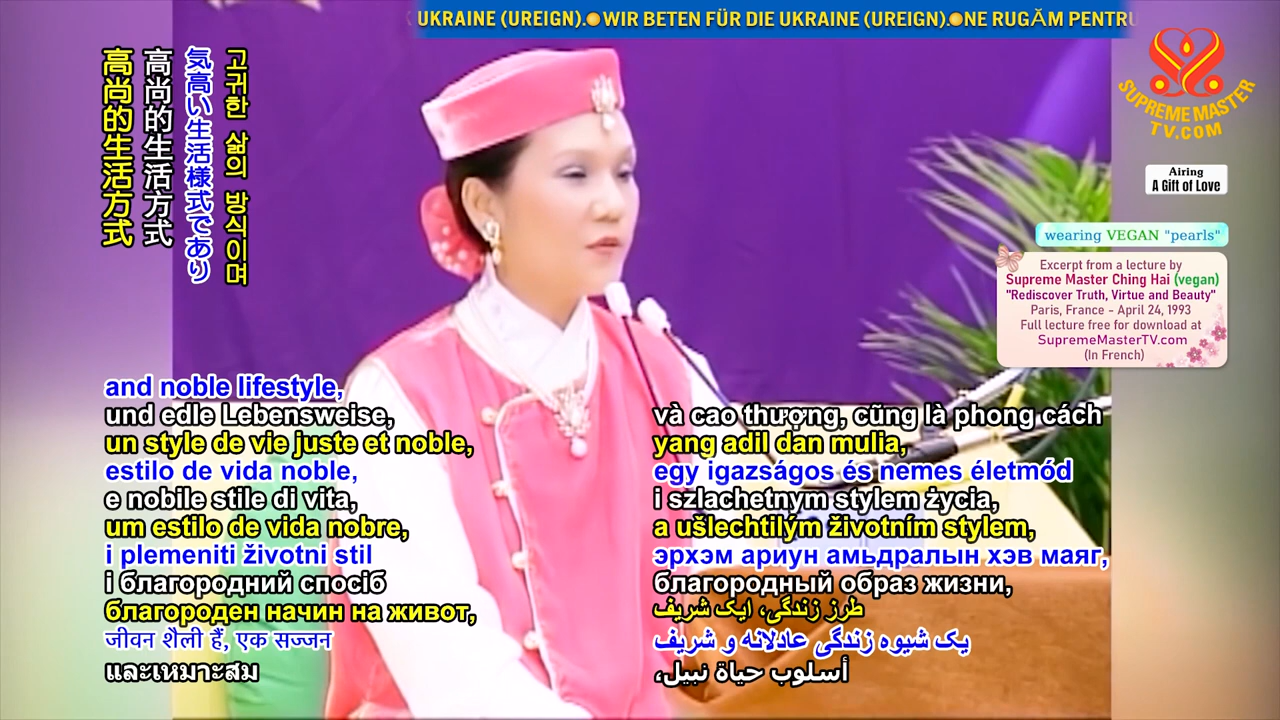 UKRAINE (UREIGN). WIR BETEN FÜR DIE UKRAINE (UREIGN). NE RUGĂM PENTRU
SUPREME MASTER
TV.COM
Airing
A Gift of Love
wearing VEGAN "pearls"
Excerpt from a lecture by
Supreme Master Ching Hai (vegan)
"Rediscover Truth, Virtue and Beauty"
Paris, France - April 24, 1993
Full lecture free for download at
SupremeMasterTV.com
(In French)
고귀한 삶의 방식이며
気高い生活様式であり
高尚的生活方式
高尚的生活方式
and noble lifestyle,
und edle Lebensweise,
un style de vie juste et noble,
estilo de vida noble,
e nobile stile di vita,
um estilo de vida nobre,
i plemeniti životni stil
і благородний спосіб
благороден начин на живот,
जीवन शैली हैं, एक सज्जन
และเหมาะสม
và cao thượng, cũng là phong cách
yang adil dan mulia,
egy igazságos és nemes életmód
i szlachetnym stylem życia,
a ušlechtilým životním stylem,
эрхэм ариун амьдралын хэв маяг,
благородный образ жизни,
طرز زندگی، ایک شریف
یک شیوه زندگی عادلانه و شریف
أسلوب حياة نبيل،